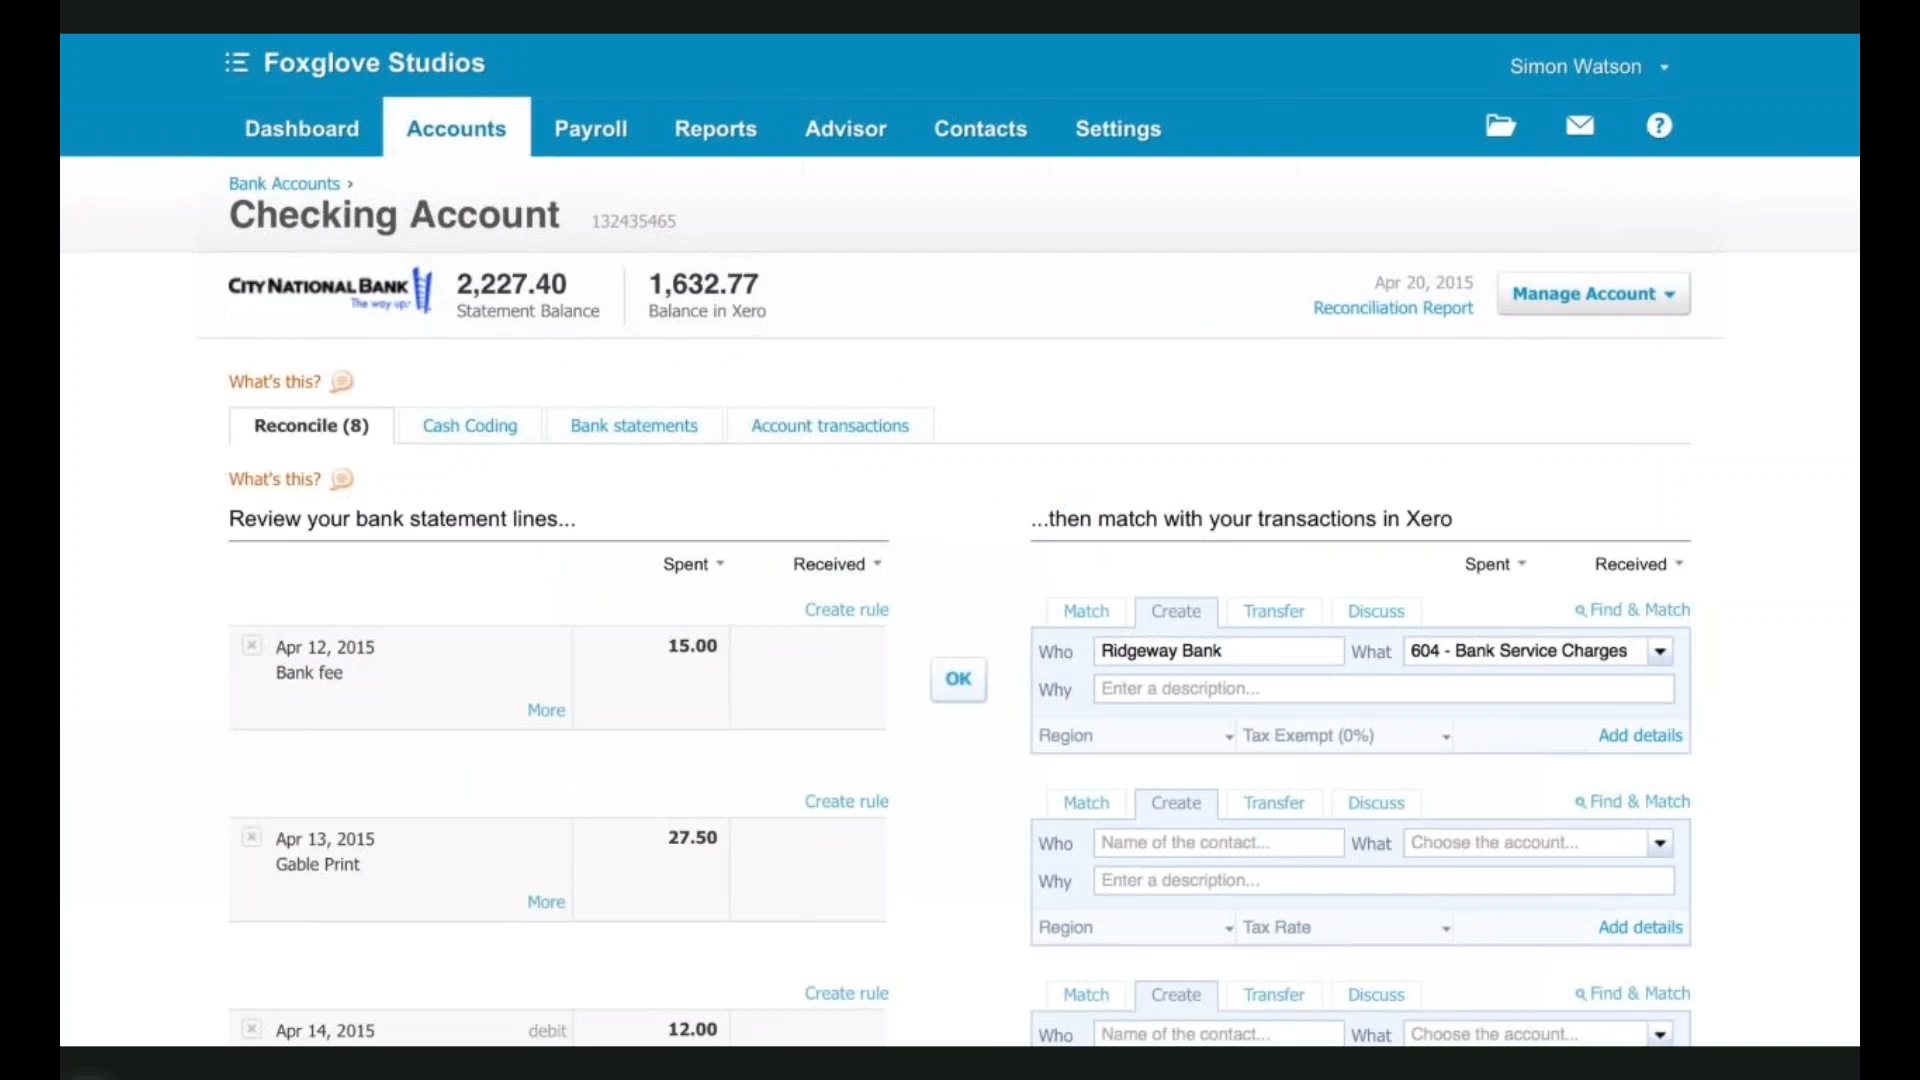 Foxglove Studios
Simon Watson
Dashboard Accounts Payroll Reports Advisor Contacts Settings ?
Bank Accounts ›
Checking Account 132435465
CITY NATIONAL BANK
The way up.
2,227.40
Statement Balance
1,632.77
Balance in Xero
Apr 20, 2015
Reconciliation Report
Manage Account
What's this?
Reconcile (8) Cash Coding Bank statements Account transactions
What's this?
Review your bank statement lines...
...then match with your transactions in Xero
Spent Received
Spent Received
Create rule
Match Create Transfer Discuss Find & Match
Apr 12, 2015 15.00
Bank fee
More
OK
Who Ridgeway Bank What 604 - Bank Service Charges
Why Enter a description...
Region Tax Exempt (0%) Add details
Create rule
Match Create Transfer Discuss Find & Match
Apr 13, 2015 27.50
Gable Print
More
Who Name of the contact... What Choose the account...
Why Enter a description...
Region Tax Rate Add details
Create rule
Match Create Transfer Discuss Find & Match
Apr 14, 2015 debit 12.00
Who Name of the contact... What Choose the account...